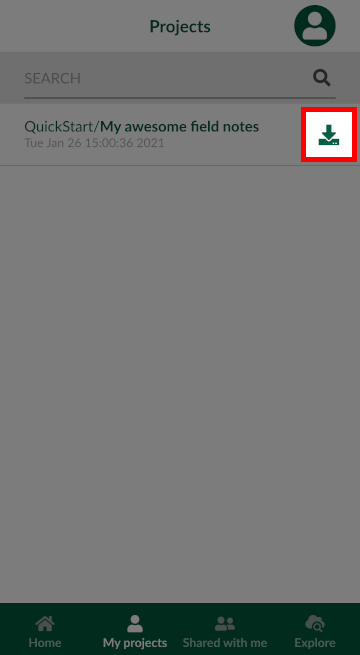 Projects
SEARCH
QuickStart/My awesome field notes
Tue Jan 26 15:00:36 2021
Home My projects Shared with me Explore